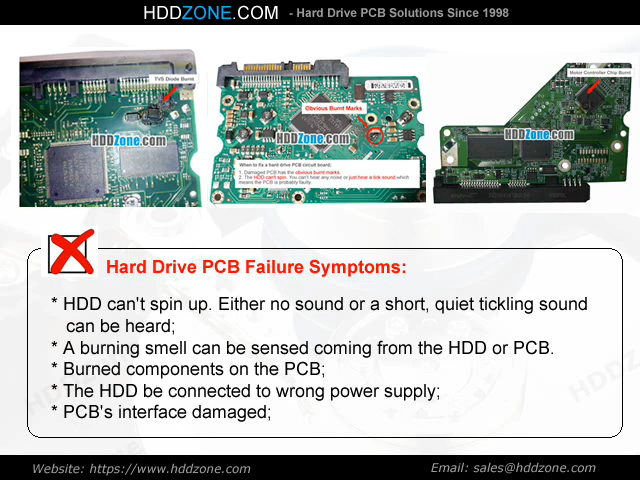 HDDZONE.COM - Hard Drive PCB Solutions Since 1998
TVS Diode Burnt
HDDZone.com
Obvious Burnt Marks
HDDZone.com
When to fix a hard drive PCB circuit board:
1. Damaged PCB has the obvious burnt marks.
2. The HDD can't spin. You can't hear any noise or just hear a tick sound which
means the PCB is probably faulty.
Motor Controller Chip Burnt
HDDZone.com
Hard Drive PCB Failure Symptoms:
* HDD can't spin up. Either no sound or a short, quiet tickling sound
can be heard;
* A burning smell can be sensed coming from the HDD or PCB.
* Burned components on the PCB;
* The HDD be connected to wrong power supply;
* PCB's interface damaged;
Website: https://www.hddzone.com
Email: sales@hddzone.com